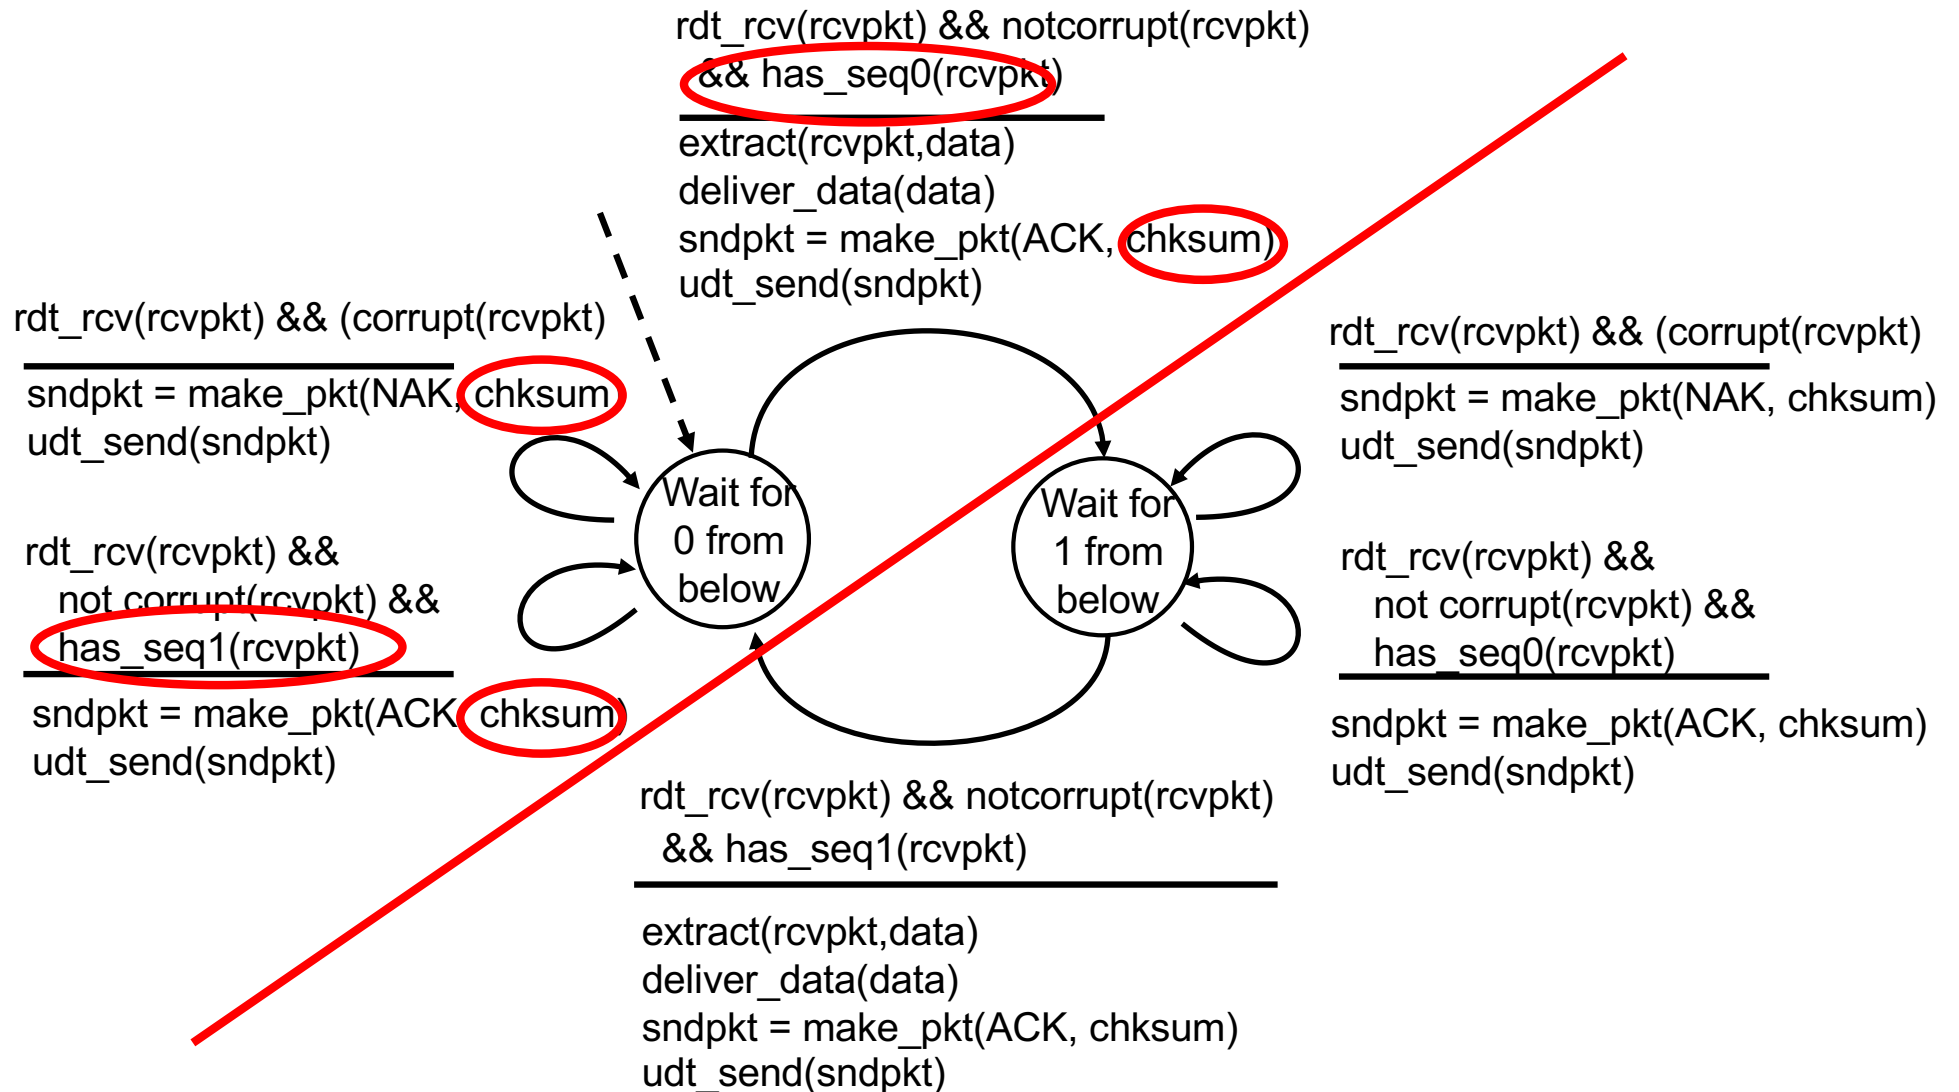 rdt_rcv(rcvpkt) && notcorrupt(rcvpkt)
&& has_seq0(rcvpkt)
extract(rcvpkt,data)
deliver_data(data)
sndpkt = make_pkt(ACK, chksum)
udt_send(sndpkt)
rdt_rcv(rcvpkt) && (corrupt(rcvpkt)
sndpkt = make_pkt(NAK, chksum
udt_send(sndpkt)
rdt_rcv(rcvpkt) &&
not corrupt(rcvpkt) &&
has_seq1(rcvpkt)
sndpkt = make_pkt(ACK, chksum)
udt_send(sndpkt)
Wait for
0 from
below
Wait for
1 from
below
rdt_rcv(rcvpkt) && (corrupt(rcvpkt)
sndpkt = make_pkt(NAK, chksum)
udt_send(sndpkt)
rdt_rcv(rcvpkt) &&
not corrupt(rcvpkt) &&
has_seq0(rcvpkt)
sndpkt = make_pkt(ACK, chksum)
udt_send(sndpkt)
rdt_rcv(rcvpkt) && notcorrupt(rcvpkt)
&& has_seq1(rcvpkt)
extract(rcvpkt,data)
deliver_data(data)
sndpkt = make_pkt(ACK, chksum)
udt_send(sndpkt)